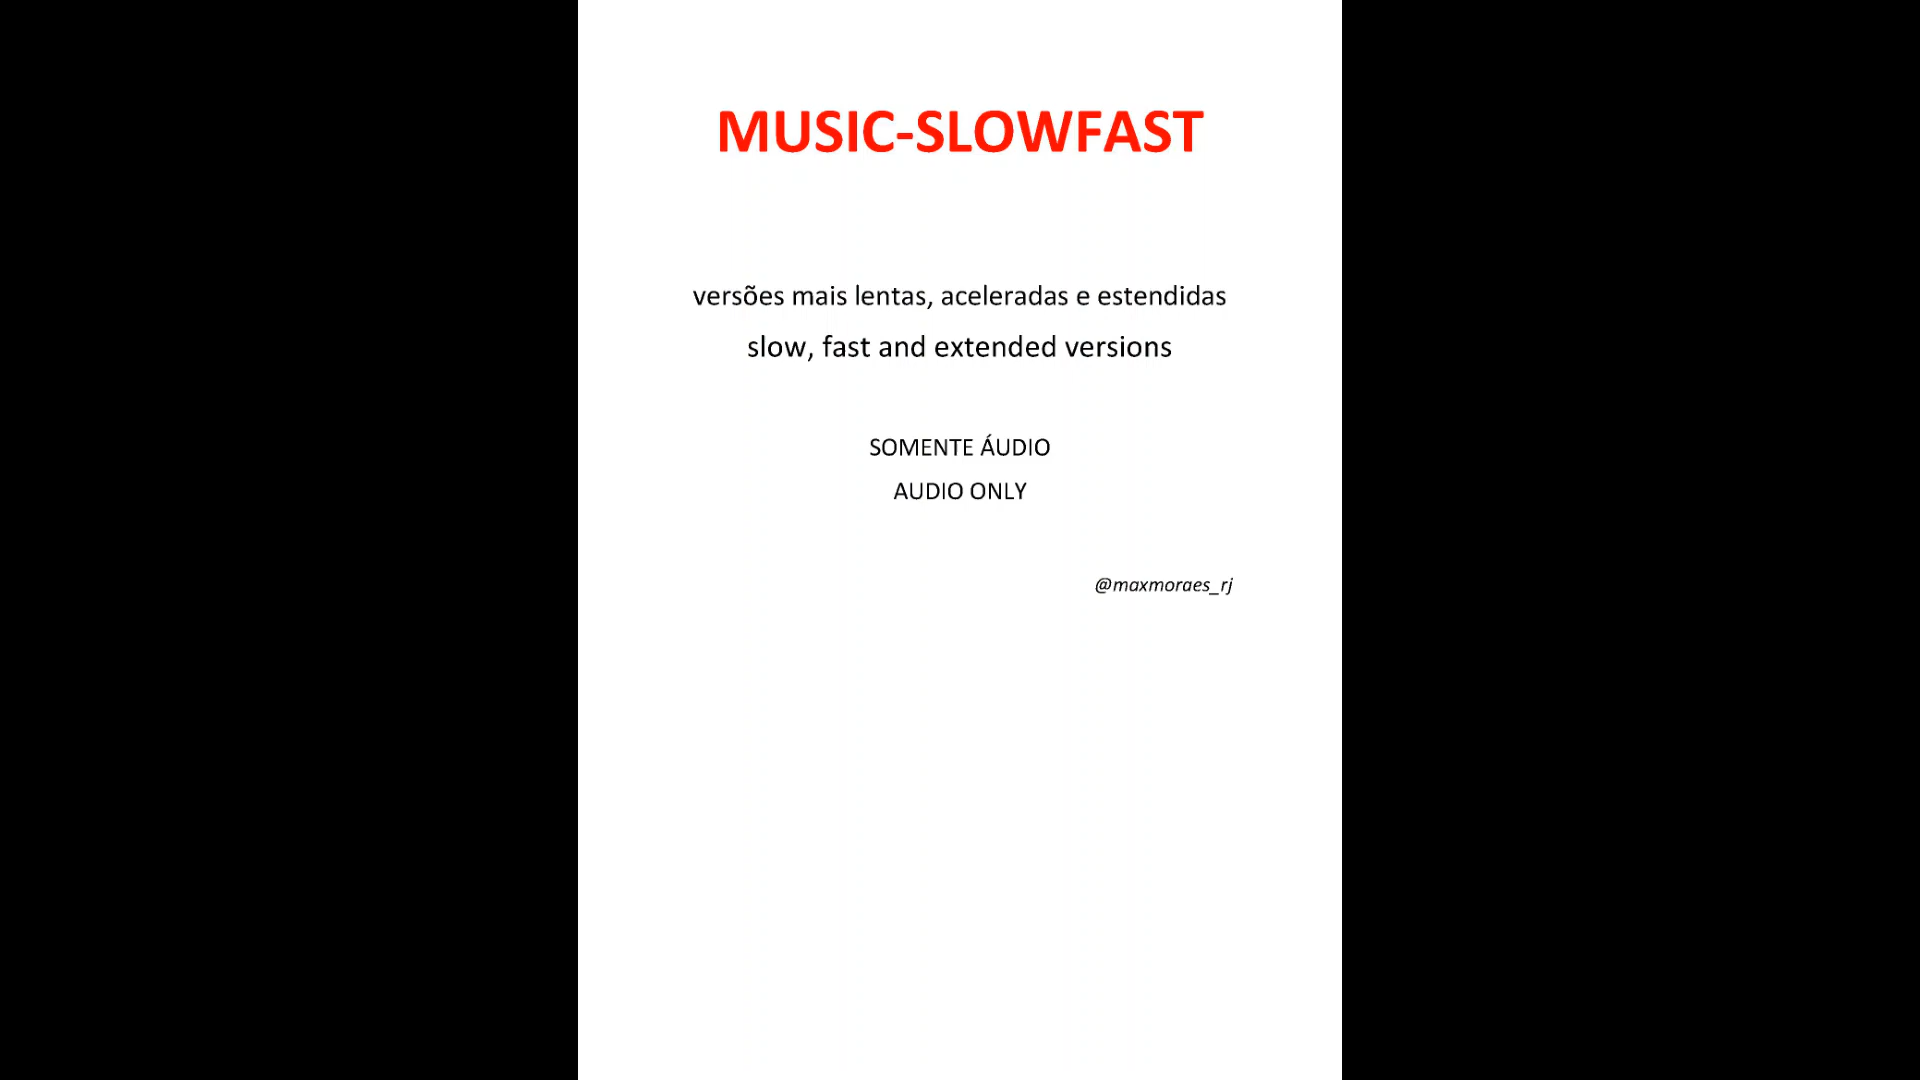 MUSIC-SLOWFAST
versões mais lentas, aceleradas e estendidas
slow, fast and extended versions
SOMENTE ÁUDIO
AUDIO ONLY
@maxmoraes_rj